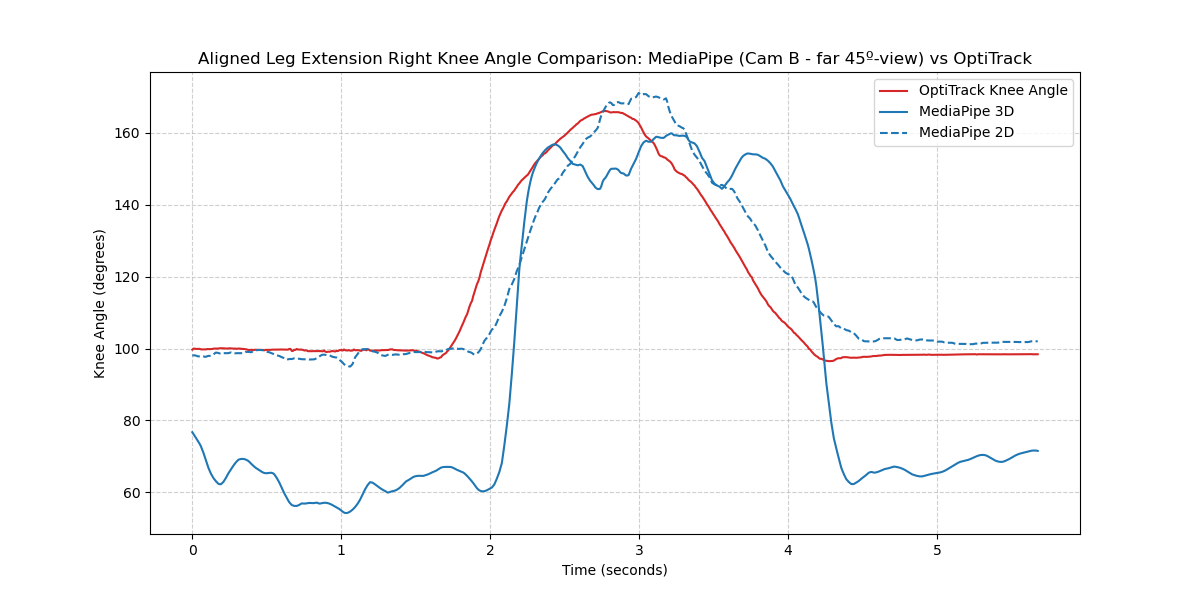 Aligned Leg Extension Right Knee Angle Comparison: MediaPipe (Cam B - far 45º-view) vs OptiTrack
OptiTrack Knee Angle
MediaPipe 3D
MediaPipe 2D
Knee Angle (degrees)
160
140
120
100
80
60
0 1 2 3 4 5
Time (seconds)